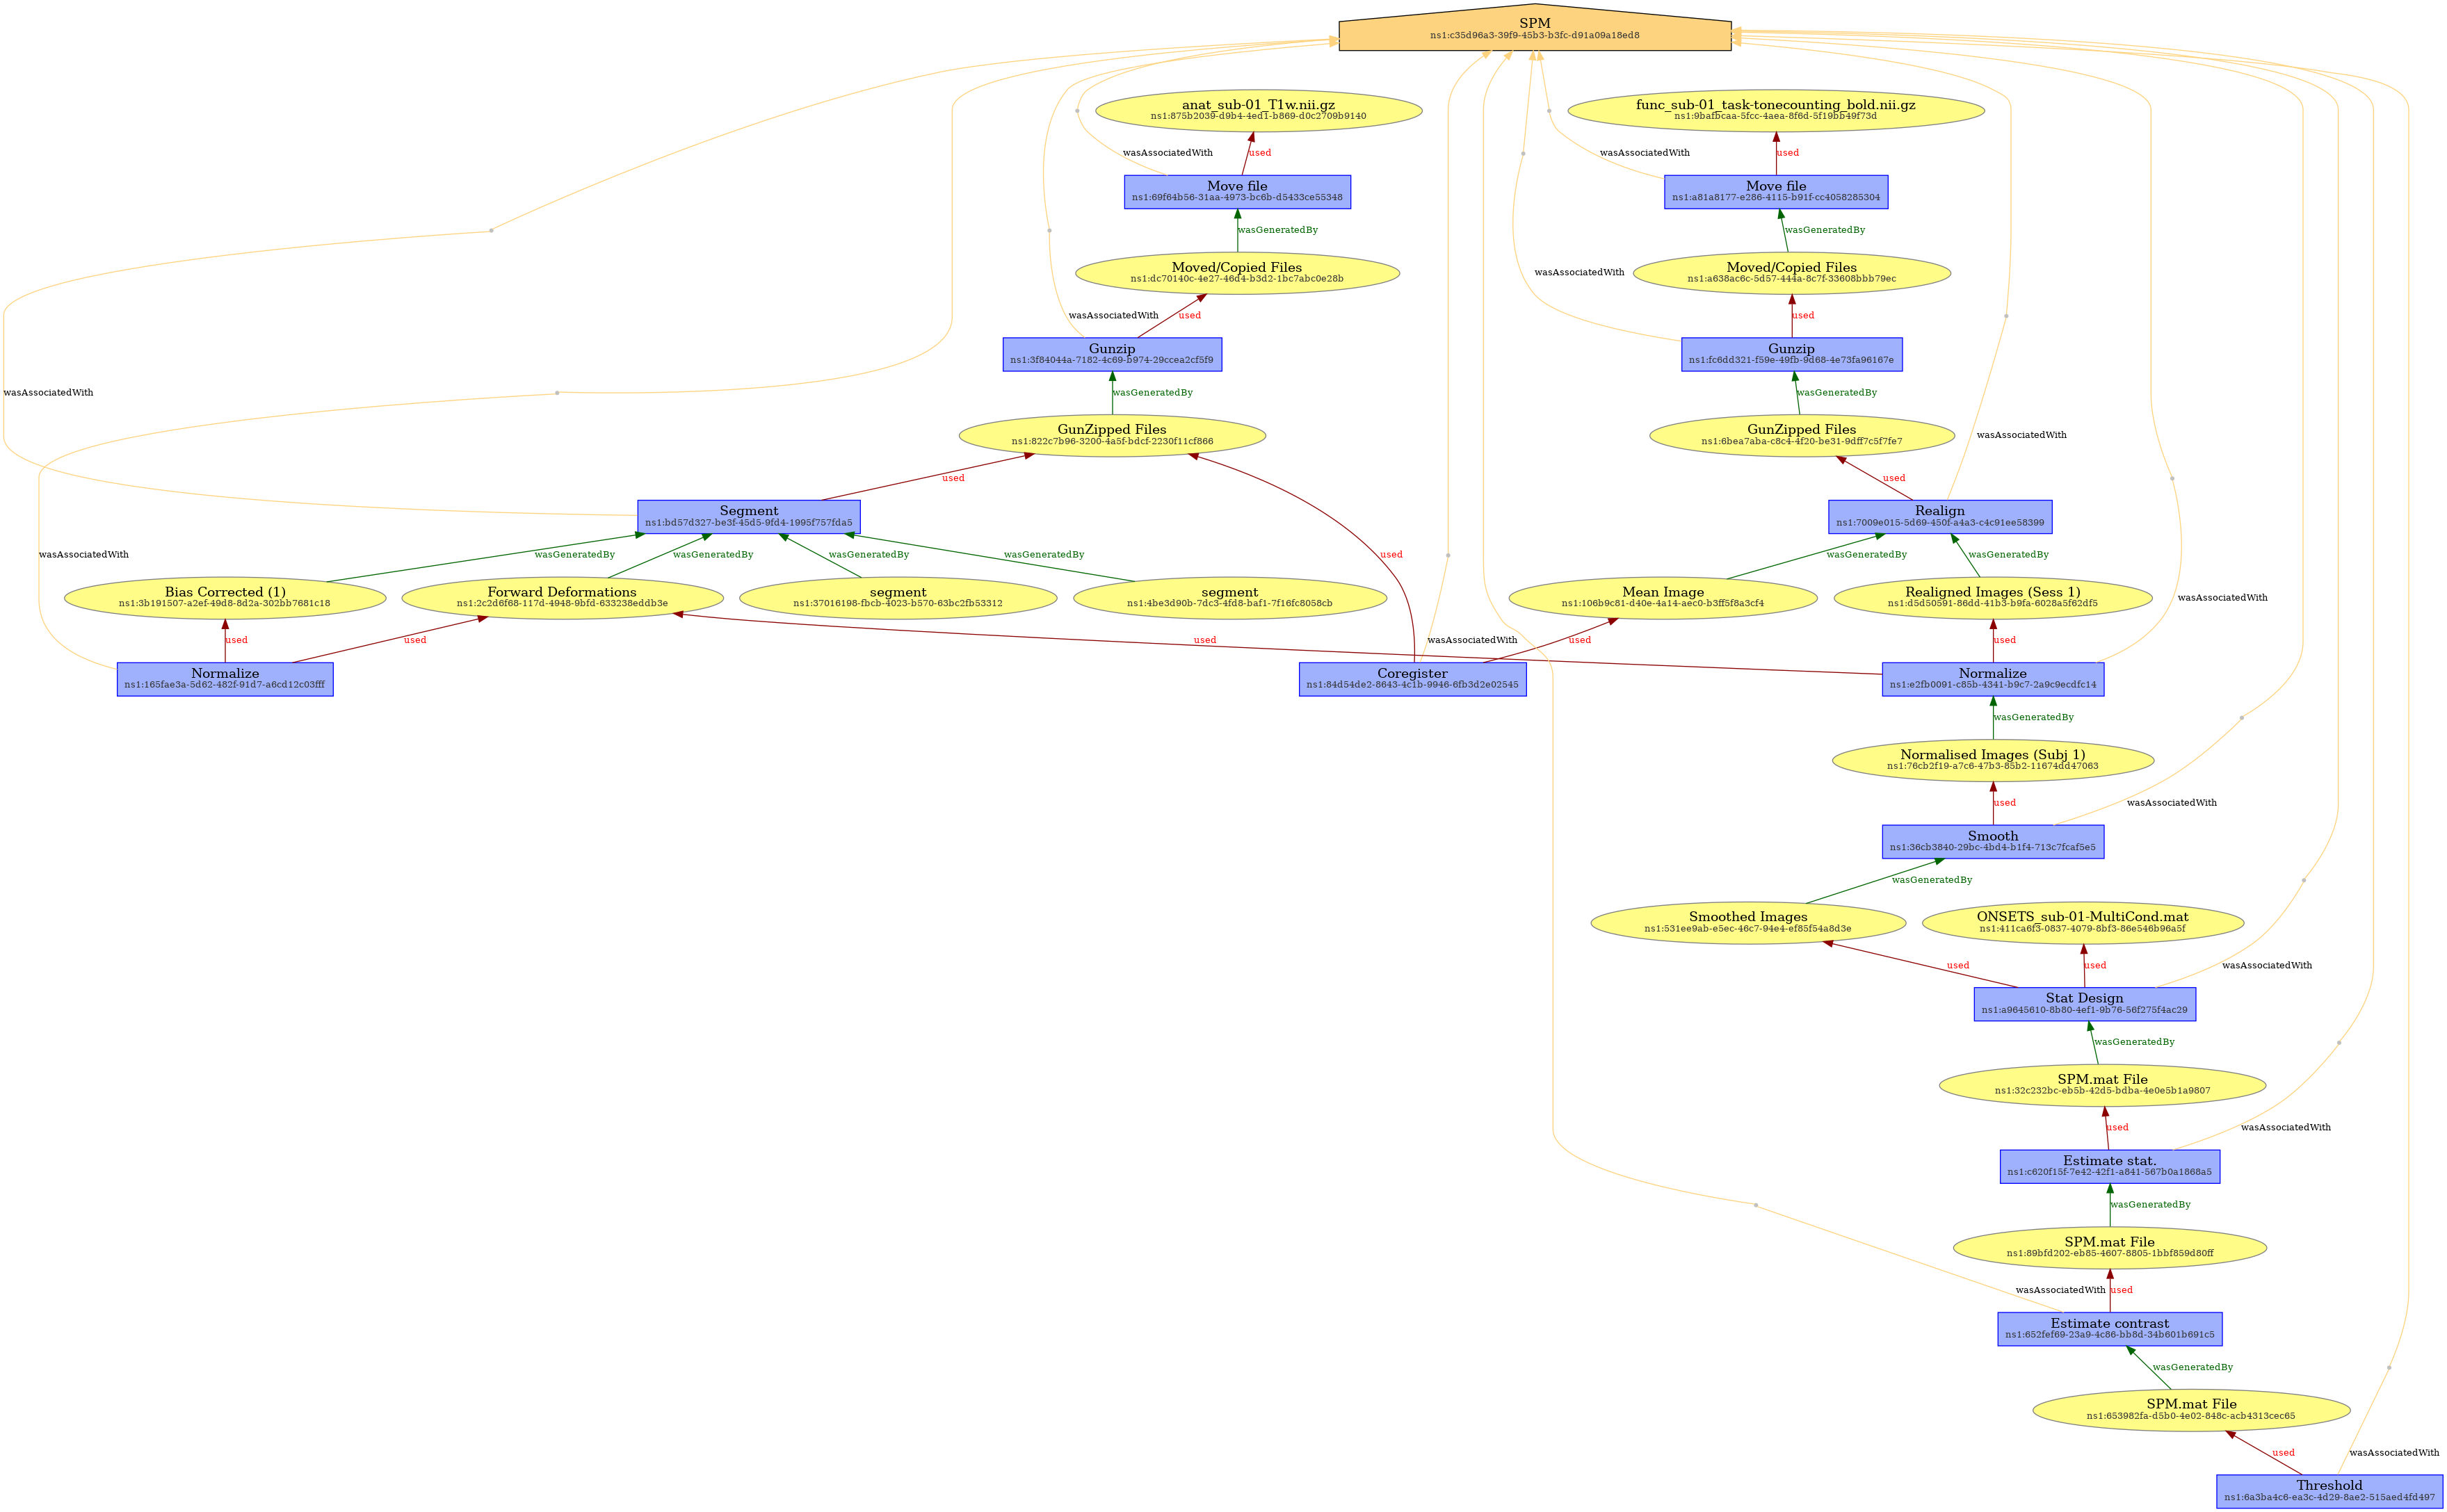 SPM
ns1:c35d96a3-39f9-45b3-b3fc-d91a09a18ed8
anat_sub-01_T1w.nii.gz
ns1:875b2039-d9b4-4ed1-b869-d0c2709b9140
func_sub-01_task-tonecounting_bold.nii.gz
ns1:9bafbcaa-5fcc-4aea-8f6d-5f19bb49f73d
wasAssociatedWith
used
wasAssociatedWith
used
Move file
ns1:69f64b56-31aa-4973-bc6b-d5433ce55348
Move file
ns1:a81a8177-e286-4115-b91f-cc4058285304
wasGeneratedBy
wasGeneratedBy
Moved/Copied Files
ns1:dc70140c-4e27-46d4-b3d2-1bc7abc0e28b
Moved/Copied Files
ns1:a638ac6c-5d57-444a-8c7f-33608bbb79ec
wasAssociatedWith
wasAssociatedWith
used
used
Gunzip
ns1:3f84044a-7182-4c69-b974-29ccea2cf5f9
Gunzip
ns1:fc6dd321-f59e-49fb-9d68-4e73fa96167e
wasAssociatedWith
wasGeneratedBy
wasGeneratedBy
GunZipped Files
ns1:822c7b96-3200-4a5f-bdcf-2230f11cf866
GunZipped Files
ns1:6bea7aba-c8c4-4f20-be31-9dff7c5f7fe7
wasAssociatedWith
used
used
Segment
ns1:bd57d327-be3f-45d5-9fd4-1995f757fda5
Realign
ns1:7009e015-5d69-450f-a4a3-c4c91ee58399
wasAssociatedWith
wasGeneratedBy
wasGeneratedBy
wasGeneratedBy
wasGeneratedBy
used
wasGeneratedBy
wasGeneratedBy
Bias Corrected (1)
ns1:3b191507-a2ef-49d8-8d2a-302bb7681c18
Forward Deformations
ns1:2c2d6f68-117d-4948-9bfd-633238eddb3e
segment
ns1:37016198-fbcb-4023-b570-63bc2fb53312
segment
ns1:4be3d90b-7dc3-4fd8-baf1-7f16fc8058cb
Mean Image
ns1:106b9c81-d40e-4a14-aec0-b3ff5f8a3cf4
Realigned Images (Sess 1)
ns1:d5d50591-86dd-41b3-b9fa-6028a5f62df5
wasAssociatedWith
used
used
used
wasAssociatedWith
used
used
Normalize
ns1:165fae3a-5d62-482f-91d7-a6cd12c03fff
Coregister
ns1:84d54de2-8643-4c1b-9946-6fb3d2e02545
Normalize
ns1:e2fb0091-c85b-4341-b9c7-2a9c9ecdfc14
wasGeneratedBy
Normalised Images (Subj 1)
ns1:76cb2f19-a7c6-47b3-85b2-11674dd47063
used
wasAssociatedWith
Smooth
ns1:36cb3840-29bc-4bd4-b1f4-713c7fcaf5e5
wasGeneratedBy
Smoothed Images
ns1:531ee9ab-e5ec-46c7-94e4-ef85f54a8d3e
ONSETS_sub-01-MultiCond.mat
ns1:411ca6f3-0837-4079-8bf3-86e546b96a5f
used
used
wasAssociatedWith
Stat Design
ns1:a9645610-8b80-4ef1-9b76-56f275f4ac29
wasGeneratedBy
SPM.mat File
ns1:32c232bc-eb5b-42d5-bdba-4e0e5b1a9807
used
wasAssociatedWith
Estimate stat.
ns1:c620f15f-7e42-42f1-a841-567b0a1868a5
wasGeneratedBy
SPM.mat File
ns1:89bfd202-eb85-4607-8805-1bbf859d80ff
wasAssociatedWith
used
Estimate contrast
ns1:652fef69-23a9-4c86-bb8d-34b601b691c5
wasGeneratedBy
SPM.mat File
ns1:653982fa-d5b0-4e02-848c-acb4313cec65
used
wasAssociatedWith
Threshold
ns1:6a3ba4c6-ea3c-4d29-8ae2-515aed4fd497